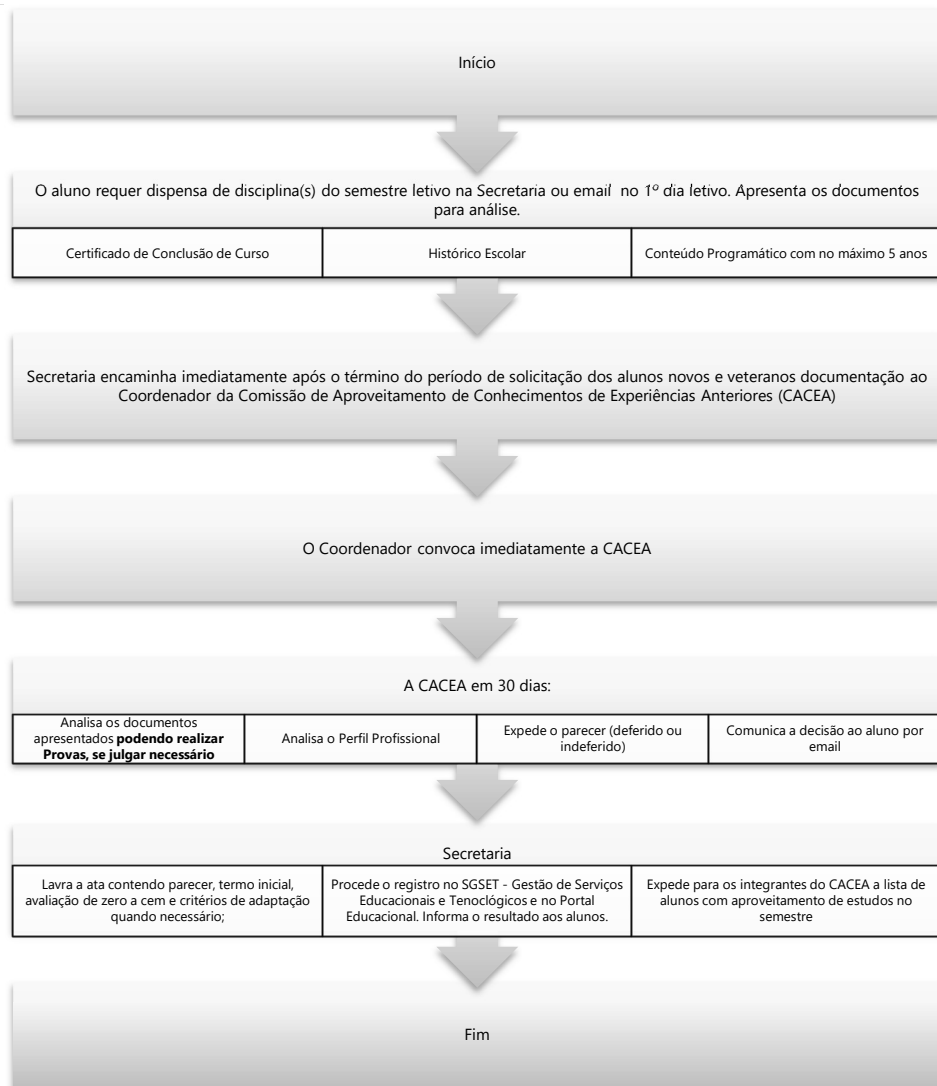 Início
O aluno requer dispensa de disciplina(s) do semestre letivo na Secretaria ou email no 1º dia letivo. Apresenta os documentos
para análise.
Certificado de Conclusão de Curso
Histórico Escolar
Conteúdo Programático com no máximo 5 anos
Secretaria encaminha imediatamente após o término do período de solicitação dos alunos novos e veteranos documentação ao
Coordenador da Comissão de Aproveitamento de Conhecimentos de Experiências Anteriores (CACEA)
O Coordenador convoca imediatamente a CACEA
A CACEA em 30 dias:
Analisa os documentos
apresentados podendo realizar
Provas, se julgar necessário
Analisa o Perfil Profissional
Expede o parecer (deferido ou
indeferido)
Comunica a decisão ao aluno por
email
Secretaria
Lavra a ata contendo parecer, termo inicial,
avaliação de zero a cem e critérios de adaptação
quando necessário;
Procede o registro no SGSET - Gestão de Serviços
Educacionais e Tenoclógicos e no Portal
Educacional. Informa o resultado aos alunos.
Expede para os integrantes do CACEA a lista de
alunos com aproveitamento de estudos no
semestre
Fim